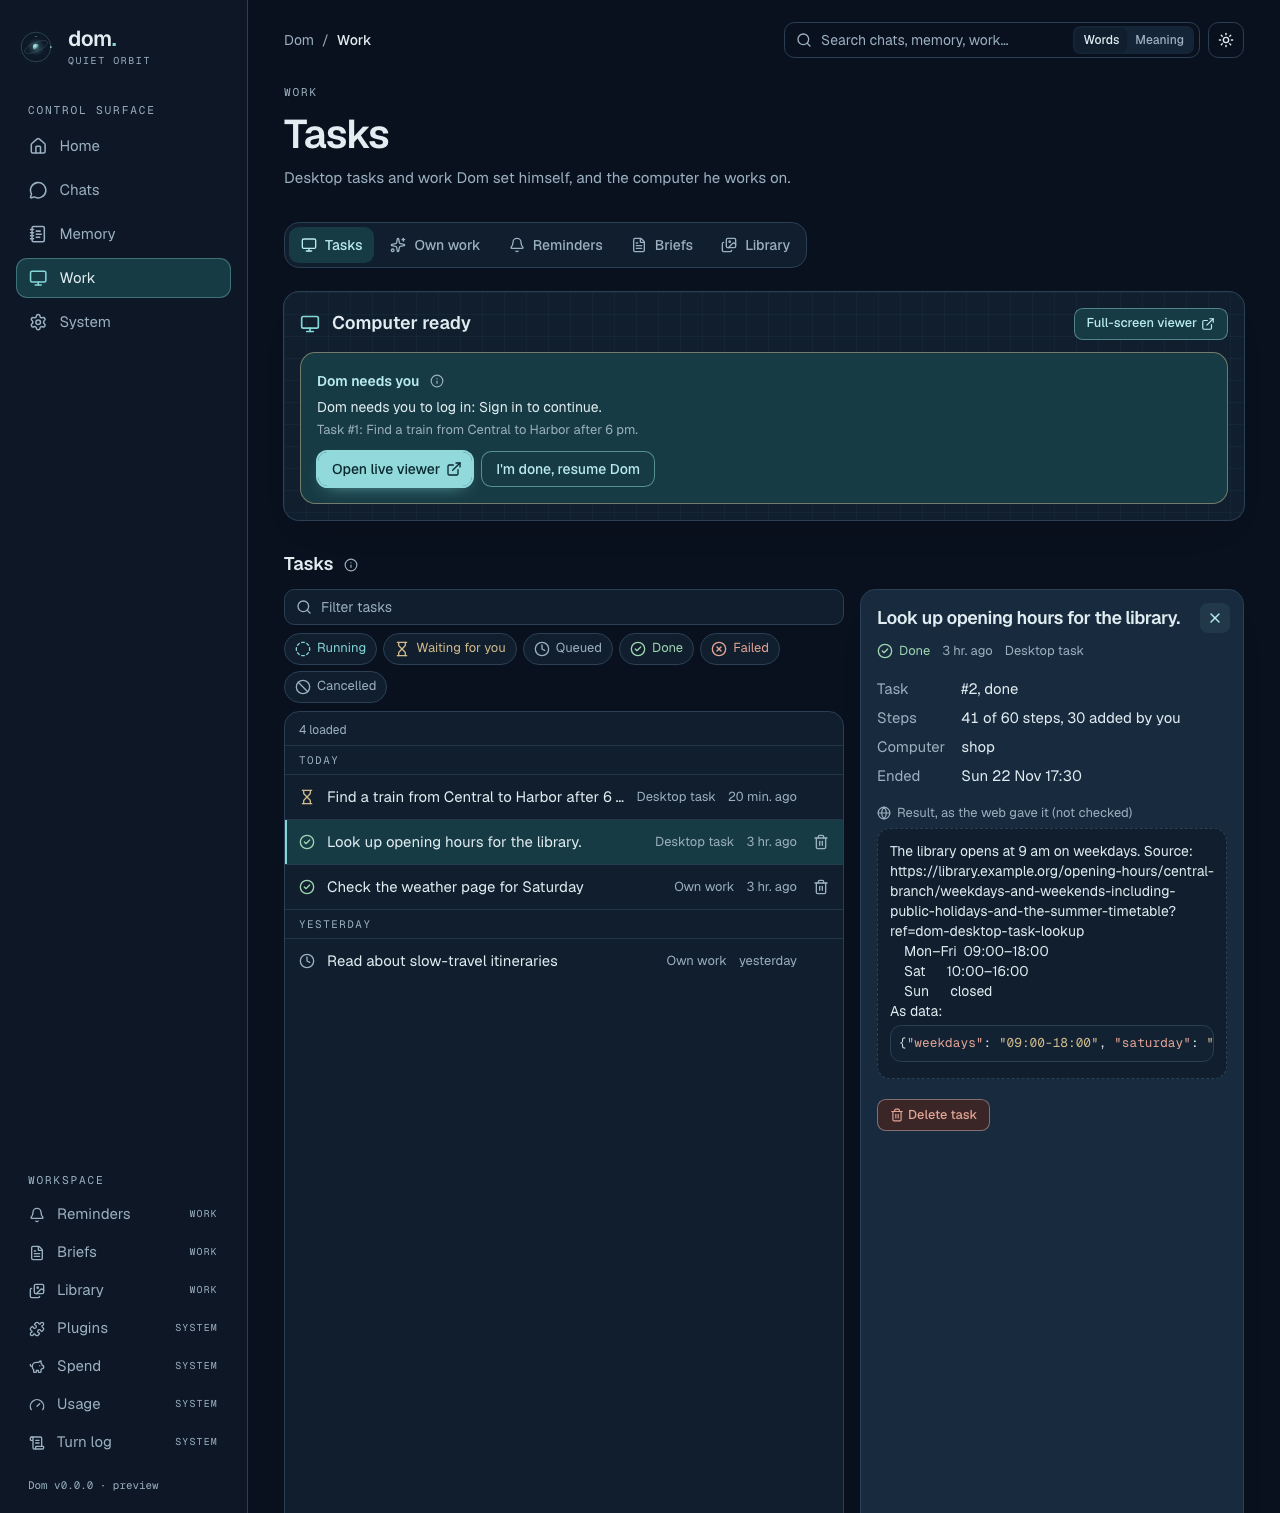 dom.
QUIET ORBIT
CONTROL SURFACE
Home
Chats
Memory
Work
System
WORKSPACE
Reminders WORK
Briefs WORK
Library WORK
Plugins SYSTEM
Spend SYSTEM
Usage SYSTEM
Turn log SYSTEM
Dom v0.0.0 · preview
Dom / Work
Search chats, memory, work...
Words Meaning
WORK
Tasks
Desktop tasks and work Dom set himself, and the computer he works on.
Tasks Own work Reminders Briefs Library
Computer ready
Full-screen viewer
Dom needs you
Dom needs you to log in: Sign in to continue.
Task #1: Find a train from Central to Harbor after 6 pm.
Open live viewer I'm done, resume Dom
Tasks
Filter tasks
Running Waiting for you Queued Done Failed
Cancelled
4 loaded
TODAY
Find a train from Central to Harbor after 6 ... Desktop task 20 min. ago
Look up opening hours for the library. Desktop task 3 hr. ago
Check the weather page for Saturday Own work 3 hr. ago
YESTERDAY
Read about slow-travel itineraries Own work yesterday
Look up opening hours for the library.
Done 3 hr. ago Desktop task
Task #2, done
Steps 41 of 60 steps, 30 added by you
Computer shop
Ended Sun 22 Nov 17:30
Result, as the web gave it (not checked)
The library opens at 9 am on weekdays. Source:
https://library.example.org/opening-hours/central-
branch/weekdays-and-weekends-including-
public-holidays-and-the-summer-timetable?
ref=dom-desktop-task-lookup
Mon–Fri 09:00–18:00
Sat 10:00–16:00
Sun closed
As data:
{"weekdays": "09:00-18:00", "saturday": "
Delete task